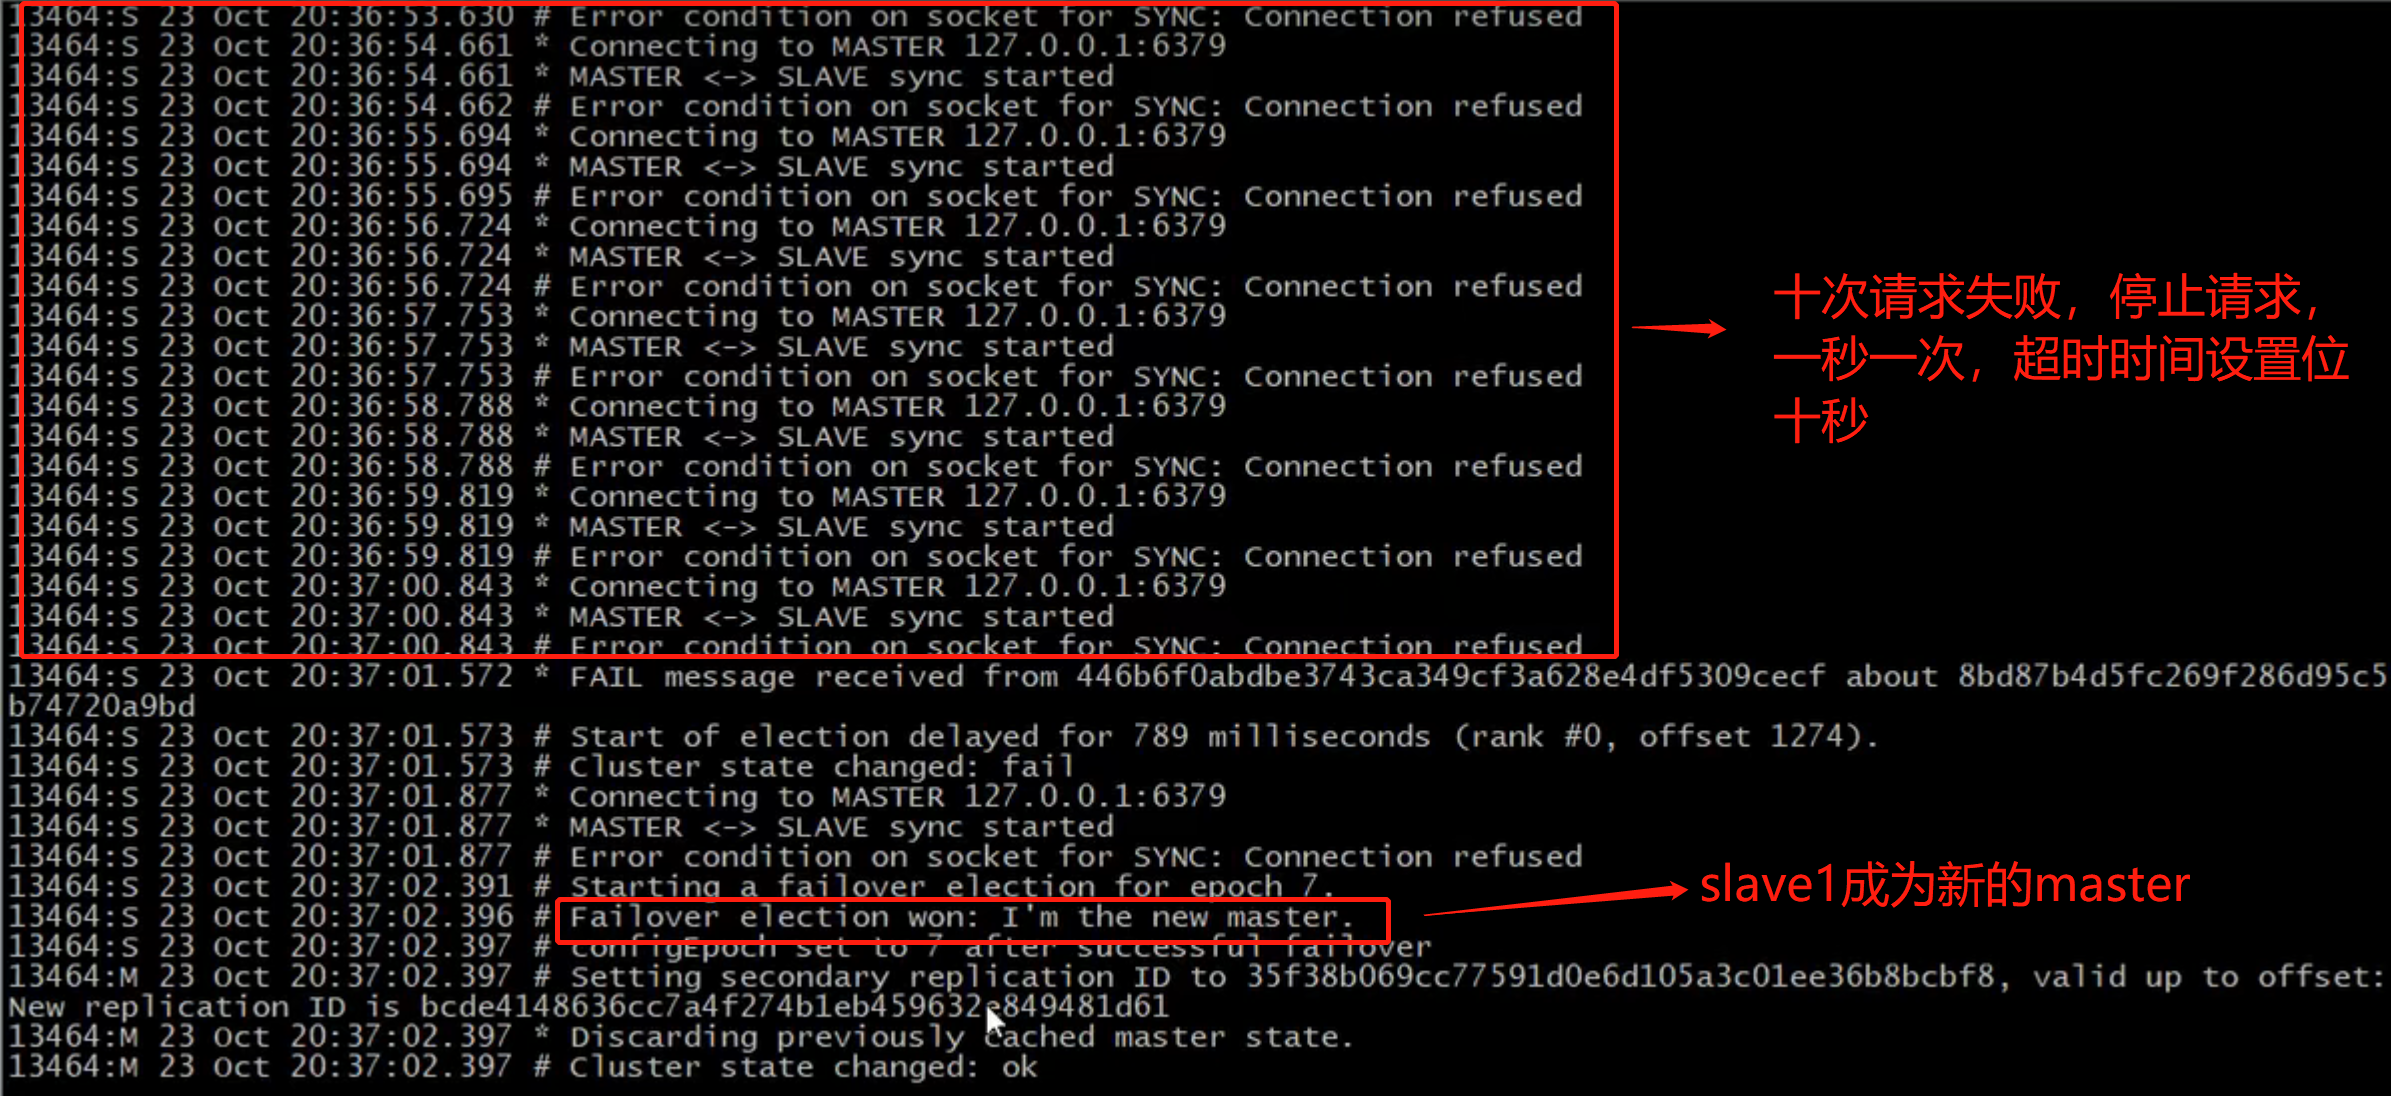 13464:S 23 Oct 20:36:53.630 # Error condition on socket for SYNC: Connection refused
13464:S 23 Oct 20:36:54.661 * Connecting to MASTER 127.0.0.1:6379
13464:S 23 Oct 20:36:54.661 * MASTER <-> SLAVE sync started
13464:S 23 Oct 20:36:54.662 # Error condition on socket for SYNC: Connection refused
13464:S 23 Oct 20:36:55.694 * Connecting to MASTER 127.0.0.1:6379
13464:S 23 Oct 20:36:55.694 * MASTER <-> SLAVE sync started
13464:S 23 Oct 20:36:55.695 # Error condition on socket for SYNC: Connection refused
13464:S 23 Oct 20:36:56.724 * Connecting to MASTER 127.0.0.1:6379
13464:S 23 Oct 20:36:56.724 * MASTER <-> SLAVE sync started
13464:S 23 Oct 20:36:56.724 # Error condition on socket for SYNC: Connection refused
13464:S 23 Oct 20:36:57.753 * Connecting to MASTER 127.0.0.1:6379
13464:S 23 Oct 20:36:57.753 * MASTER <-> SLAVE sync started
13464:S 23 Oct 20:36:57.753 # Error condition on socket for SYNC: Connection refused
13464:S 23 Oct 20:36:58.788 * Connecting to MASTER 127.0.0.1:6379
13464:S 23 Oct 20:36:58.788 * MASTER <-> SLAVE sync started
13464:S 23 Oct 20:36:58.788 # Error condition on socket for SYNC: Connection refused
13464:S 23 Oct 20:36:59.819 * Connecting to MASTER 127.0.0.1:6379
13464:S 23 Oct 20:36:59.819 * MASTER <-> SLAVE sync started
13464:S 23 Oct 20:36:59.819 # Error condition on socket for SYNC: Connection refused
13464:S 23 Oct 20:37:00.843 * Connecting to MASTER 127.0.0.1:6379
13464:S 23 Oct 20:37:00.843 * MASTER <-> SLAVE sync started
13464:S 23 Oct 20:37:00.843 # Error condition on socket for SYNC: Connection refused
十次请求失败，停止请求，
一秒一次，超时时间设置位
十秒
13464:S 23 Oct 20:37:01.572 * FAIL message received from 446b6f0abdbe3743ca349cf3a628e4df5309cecf about 8bd87b4d5fc269f286d95c5
b74720a9bd
13464:S 23 Oct 20:37:01.573 # Start of election delayed for 789 milliseconds (rank #0, offset 1274).
13464:S 23 Oct 20:37:01.573 # Cluster state changed: fail
13464:S 23 Oct 20:37:01.877 * Connecting to MASTER 127.0.0.1:6379
13464:S 23 Oct 20:37:01.877 * MASTER <-> SLAVE sync started
13464:S 23 Oct 20:37:01.877 # Error condition on socket for SYNC: Connection refused
13464:S 23 Oct 20:37:02.391 # Starting a failover election for epoch 7.
13464:S 23 Oct 20:37:02.396 # Failover election won: I'm the new master.
slave1成为新的master
13464:S 23 Oct 20:37:02.397 # configEpoch set to 7 after successful failover
13464:M 23 Oct 20:37:02.397 # Setting secondary replication ID to 35f38b069cc77591d0e6d105a3c01ee36b8bcbf8, valid up to offset:
New replication ID is bcde4148636cc7a4f274b1eb459632e849481d61
13464:M 23 Oct 20:37:02.397 * Discarding previously cached master state.
13464:M 23 Oct 20:37:02.397 # Cluster state changed: ok